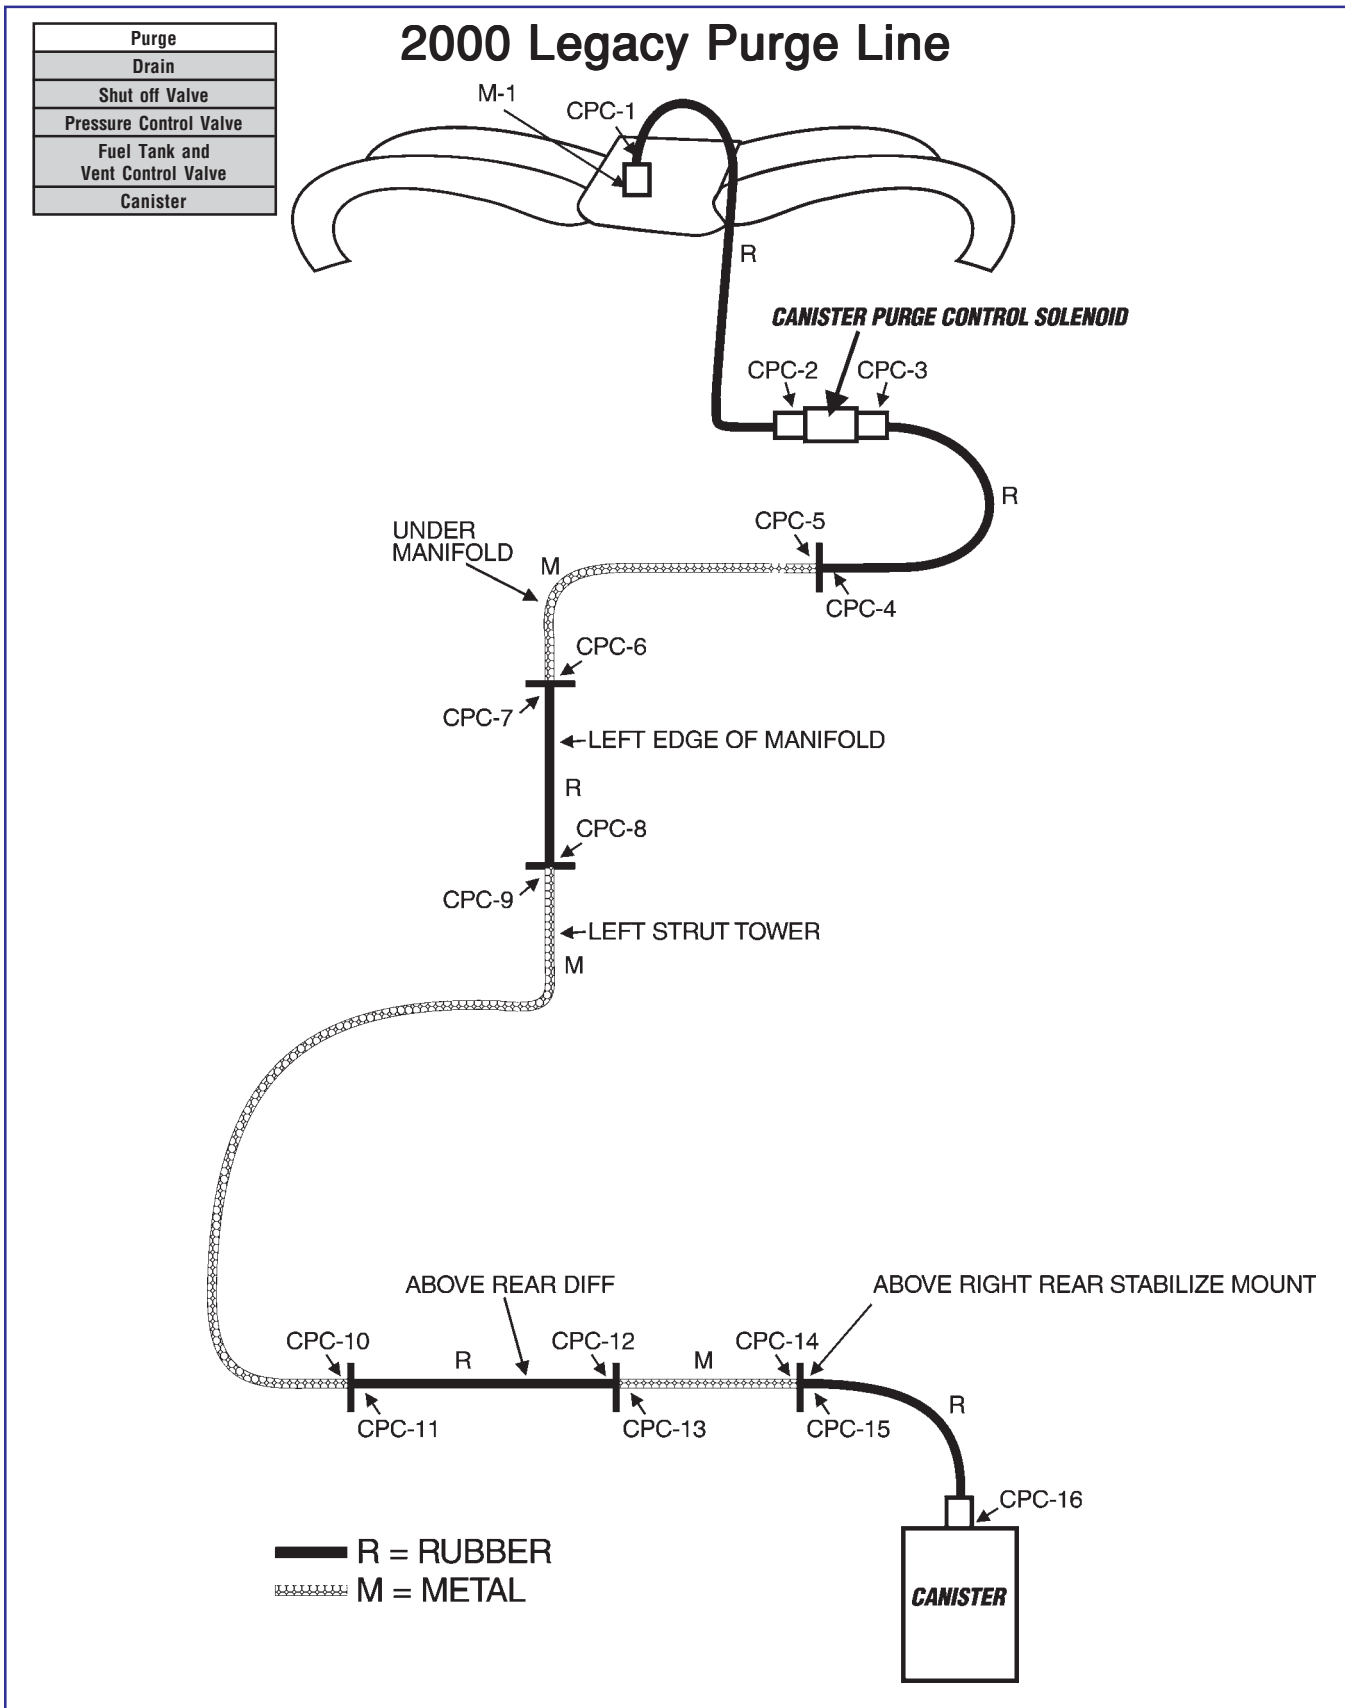 2000 Legacy Purge Line
Purge
Drain
Shut off Valve
Pressure Control Valve
Fuel Tank and
Vent Control Valve
Canister
M-1
CPC-1
R
CANISTER PURGE CONTROL SOLENOID
CPC-2
CPC-3
R
CPC-5
CPC-4
UNDER
MANIFOLD
M
CPC-6
CPC-7
LEFT EDGE OF MANIFOLD
R
CPC-8
CPC-9
LEFT STRUT TOWER
M
ABOVE REAR DIFF
ABOVE RIGHT REAR STABILIZE MOUNT
CPC-10
R
CPC-12
M
CPC-14
CPC-11
CPC-13
CPC-15
R
CPC-16
CANISTER
R = RUBBER
M = METAL